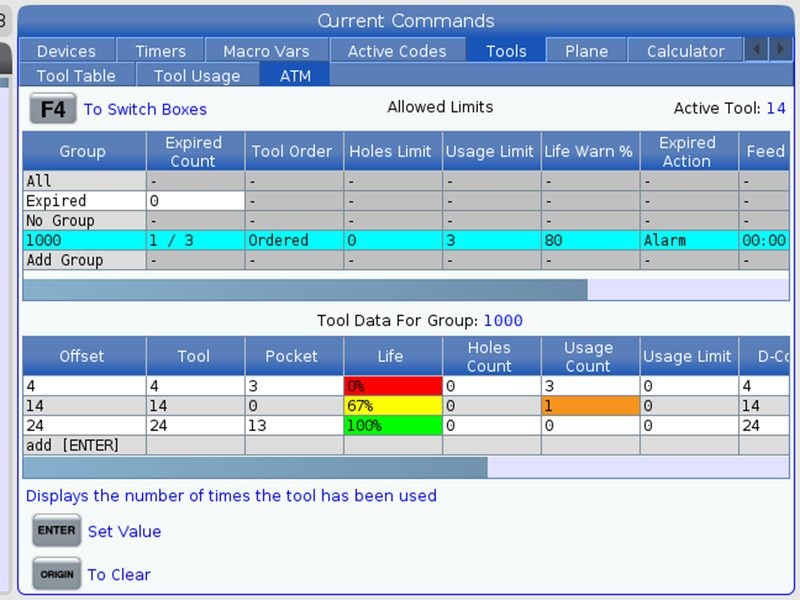 3
Current Commands
Devices Timers Macro Vars Active Codes Tools Plane Calculator
Tool Table Tool Usage ATM
F4 To Switch Boxes Allowed Limits Active Tool: 14
Group Expired Count Tool Order Holes Limit Usage Limit Life Warn % Expired Action Feed
All - - - - - - -
Expired 0 - - - - - -
No Group - - - - - - -
1000 1 / 3 Ordered 0 3 80 Alarm 00:00
Add Group - - - - - - -
Tool Data For Group: 1000
Offset Tool Pocket Life Holes Count Usage Count Usage Limit D-Co
4 4 3 0% 0 3 0 4
14 14 0 67% 0 1 0 14
24 24 13 100% 0 0 0 24
add [ENTER]
Displays the number of times the tool has been used
ENTER Set Value
ORIGIN To Clear